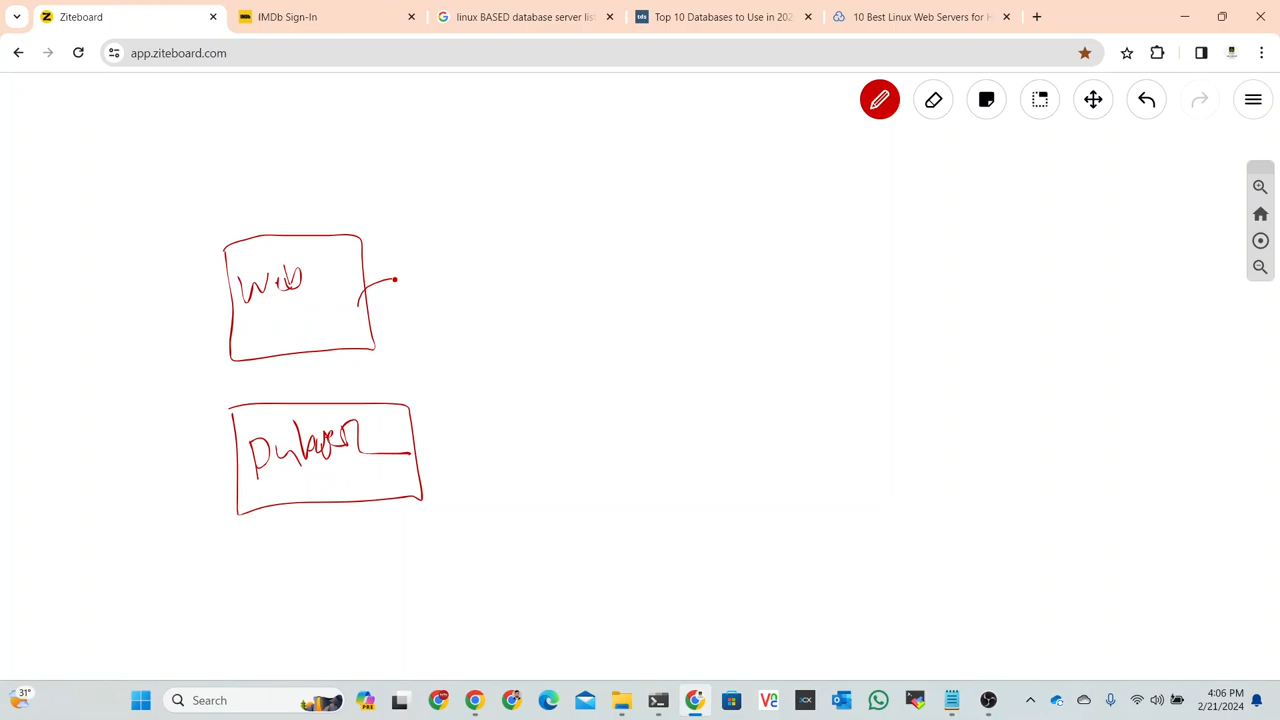 Ziteboard
IMDb Sign-In
linux BASED database server list
Top 10 Databases to Use in 202
10 Best Linux Web Servers for H
app.ziteboard.com
Web
31°
Search
PRE
4:06 PM
2/21/2024